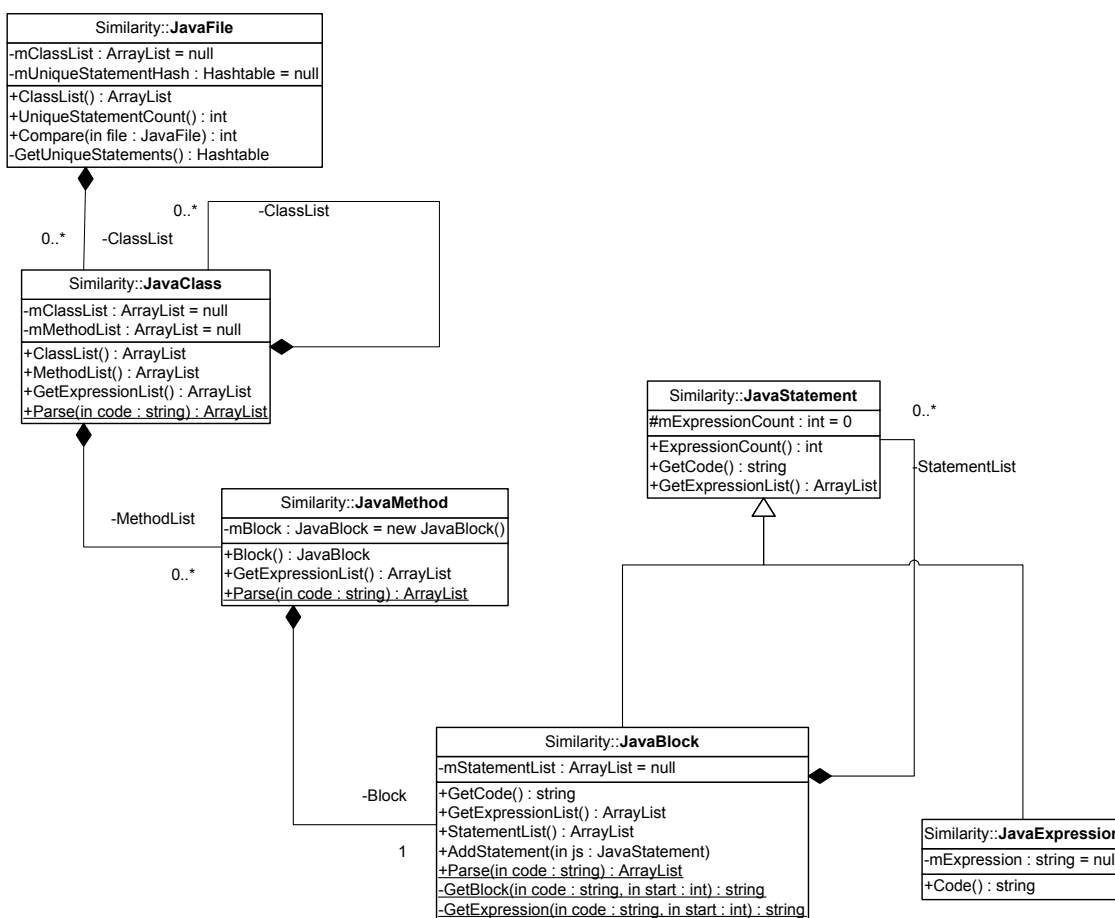 Similarity::JavaFile
-mClassList : ArrayList = null
-mUniqueStatementHash : Hashtable = null
+ClassList() : ArrayList
+UniqueStatementCount() : int
+Compare(in file : JavaFile) : int
-GetUniqueStatements() : Hashtable
0..*
-ClassList
0..*
-ClassList
Similarity::JavaClass
-mClassList : ArrayList = null
-mMethodList : ArrayList = null
+ClassList() : ArrayList
+MethodList() : ArrayList
+GetExpressionList() : ArrayList
+Parse(in code : string) : ArrayList
Similarity::JavaStatement
#mExpressionCount : int = 0
+ExpressionCount() : int
+GetCode() : string
+GetExpressionList() : ArrayList
0..*
-StatementList
-MethodList
0..*
Similarity::JavaMethod
-mBlock : JavaBlock = new JavaBlock()
+Block() : JavaBlock
+GetExpressionList() : ArrayList
+Parse(in code : string) : ArrayList
-Block
1
Similarity::JavaBlock
-mStatementList : ArrayList = null
+GetCode() : string
+GetExpressionList() : ArrayList
+StatementList() : ArrayList
+AddStatement(in js : JavaStatement)
+Parse(in code : string) : ArrayList
-GetBlock(in code : string, in start : int) : string
-GetExpression(in code : string, in start : int) : string
Similarity::JavaExpression
-mExpression : string = null
+Code() : string